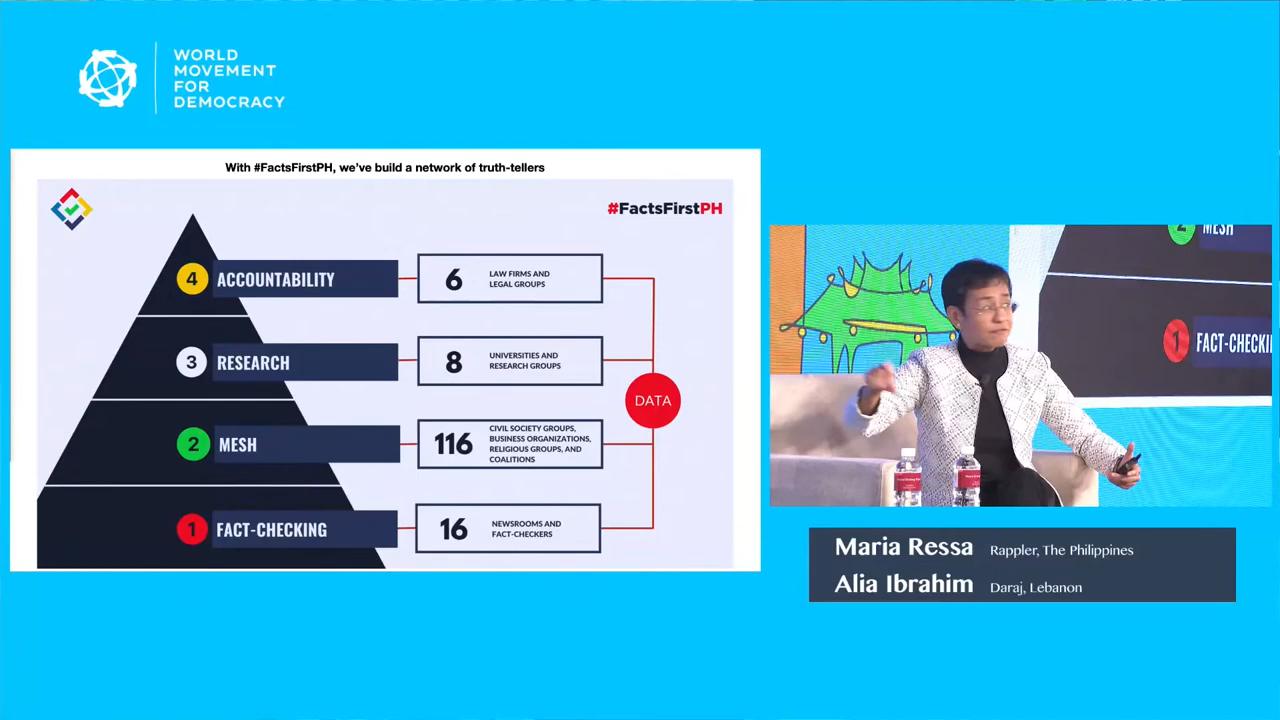 WORLD
MOVEMENT
FOR
DEMOCRACY
With #FactsFirstPH, we've build a network of truth-tellers
#FactsFirstPH
4 ACCOUNTABILITY
6
LAW FIRMS AND
LEGAL GROUPS
3 RESEARCH
8
UNIVERSITIES AND
RESEARCH GROUPS
DATA
2 MESH
116
CIVIL SOCIETY GROUPS,
BUSINESS ORGANIZATIONS,
RELIGIOUS GROUPS, AND
COALITIONS
1 FACT-CHECKING
16
NEWSROOMS AND
FACT-CHECKERS
2 MESH
1 FACT-CHECKI
Maria Ressa Rappler, The Philippines
Alia Ibrahim Daraj, Lebanon